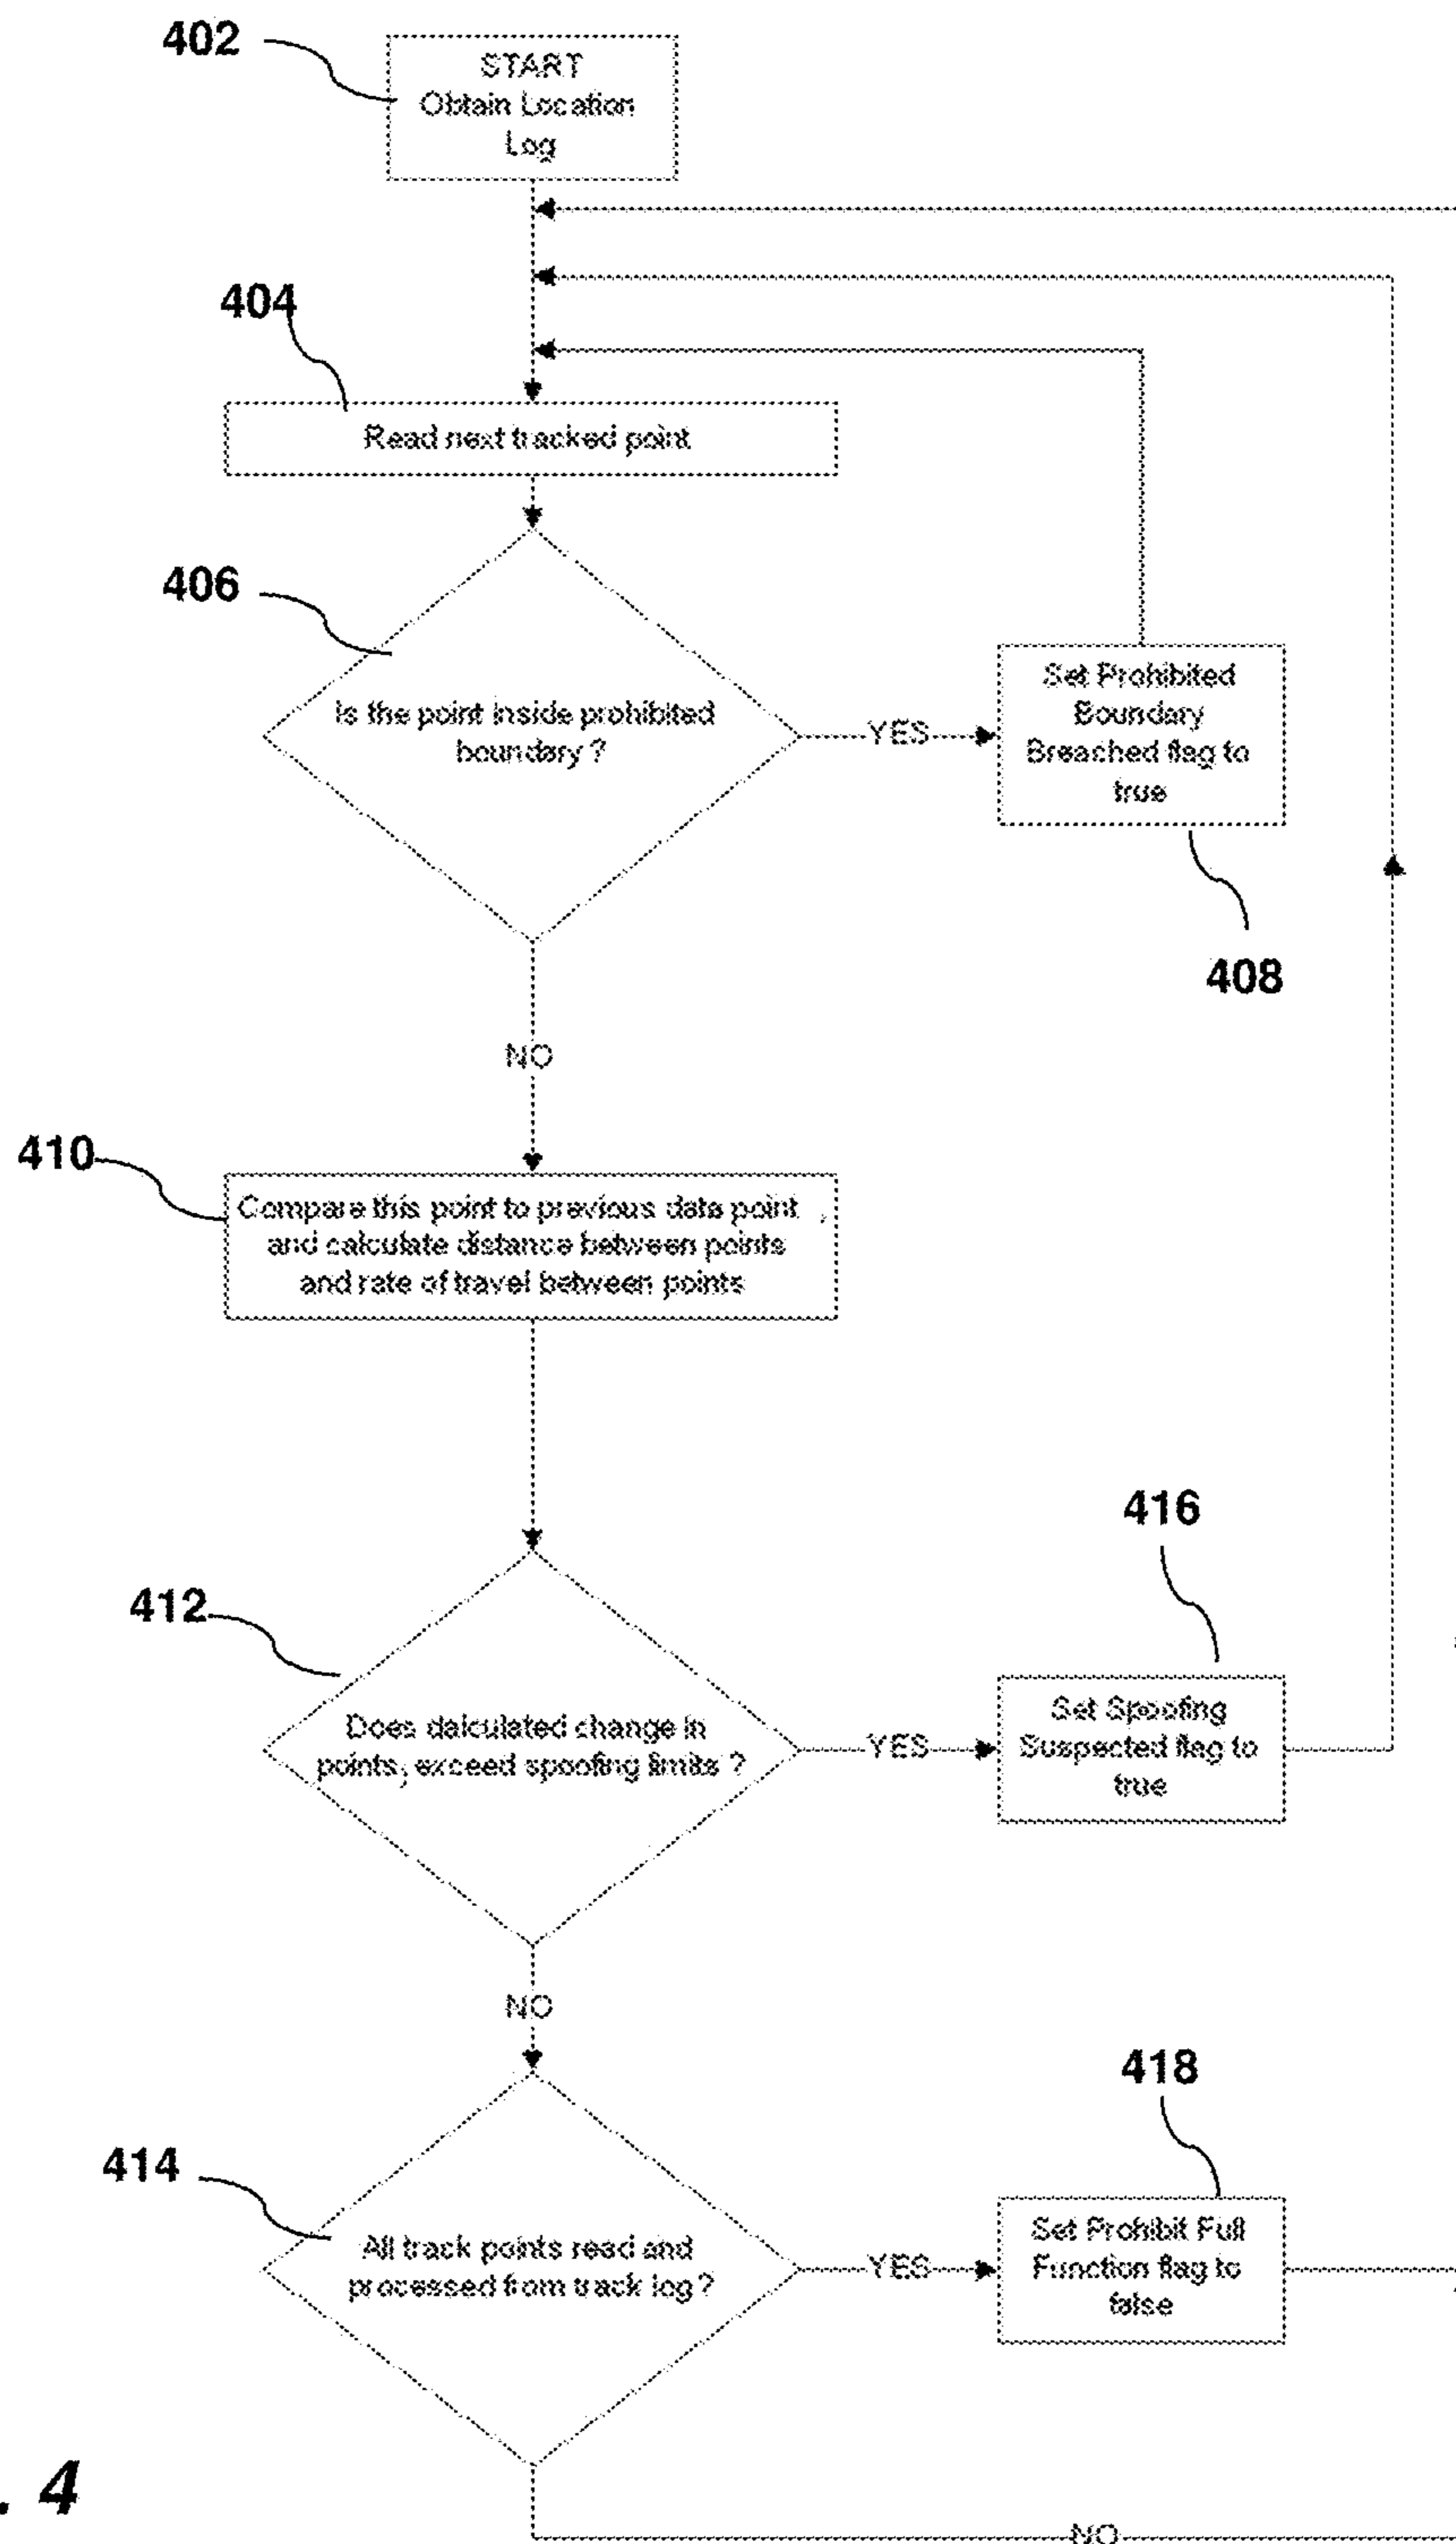 402
START
Obtain Location
Log
404
Read next tracked point
406
Is the point inside prohibited
boundary ?
YES
Set Prohibited
Boundary
Breached flag to
true
408
NO
410
Compare this point to previous data point ,
and calculate distance between points
and rate of travel between points
416
412
Does dalculated change in
points, exceed spoofing limits ?
YES
Set Spoofing
Suspected flag to
true
NO
418
414
All track points read and
processed from track log ?
YES
Set Prohibit Full
Function flag to
false
. 4
NO